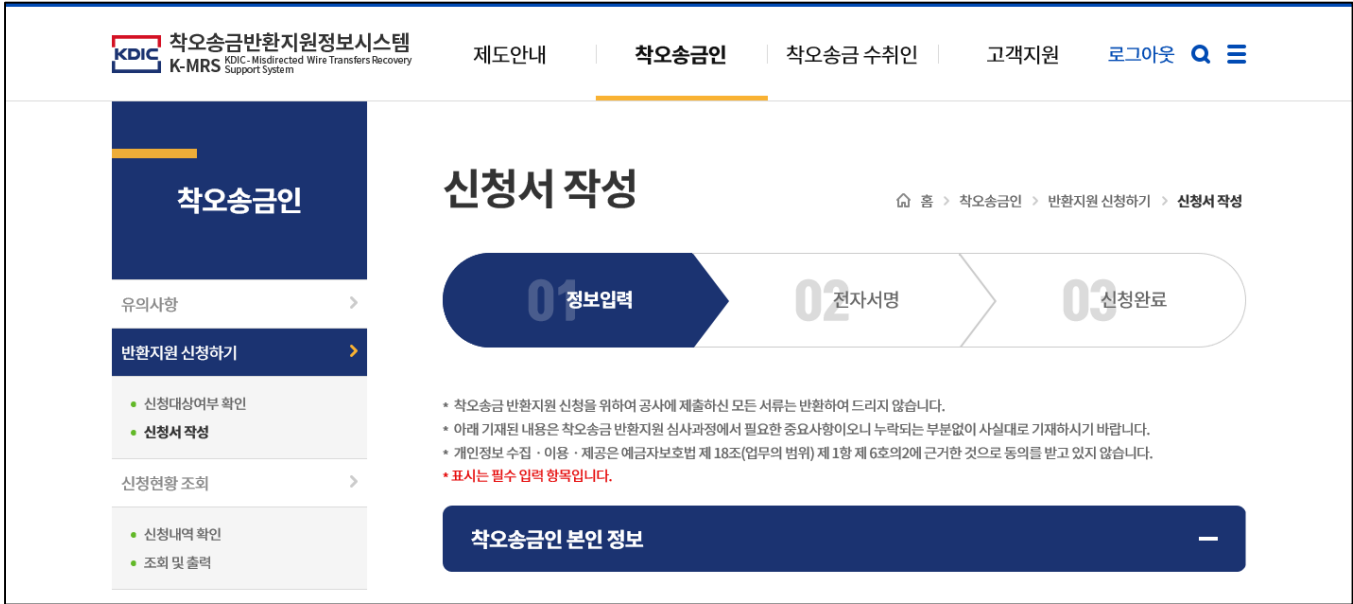 KDIC 착오송금반환지원정보시스템
K-MRS KDIC - Misdirected Wire Transfers Recovery Support System
제도안내 착오송금인 착오송금 수취인 고객지원 로그아웃
착오송금인
신청서 작성
홈 > 착오송금인 > 반환지원 신청하기 > 신청서 작성
01 정보입력 02 전자서명 03 신청완료
유의사항
반환지원 신청하기
• 신청대상여부 확인
• 신청서 작성
신청현황 조회
• 신청내역 확인
• 조회 및 출력
* 착오송금 반환지원 신청을 위하여 공사에 제출하신 모든 서류는 반환하여 드리지 않습니다.
* 아래 기재된 내용은 착오송금 반환지원 심사과정에서 필요한 중요사항이오니 누락되는 부분없이 사실대로 기재하시기 바랍니다.
* 개인정보 수집 · 이용 · 제공은 예금자보호법 제 18조(업무의 범위) 제 1항 제 6호의2에 근거한 것으로 동의를 받고 있지 않습니다.
* 표시는 필수 입력 항목입니다.
착오송금인 본인 정보